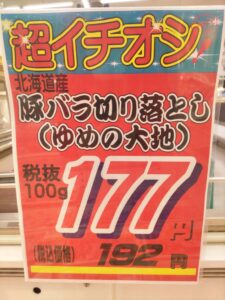 超イチオシ
北海道産
豚バラ切り落とし
(ゆめの大地)
税抜
100g 177円
(税込価格) 192円